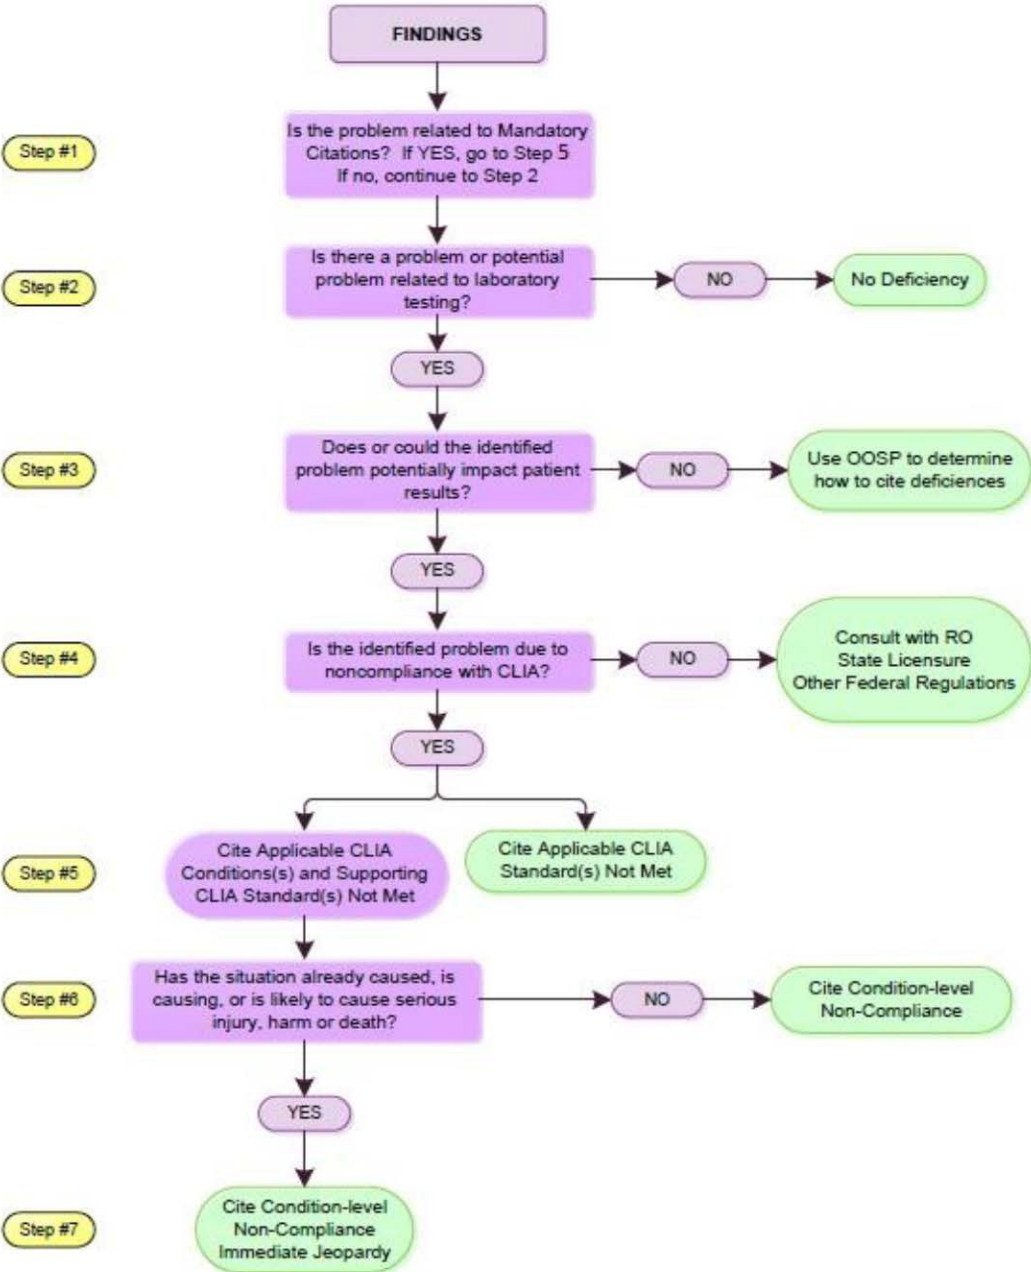 FINDINGS
Step #1
Is the problem related to Mandatory
Citations? If YES, go to Step 5
If no, continue to Step 2
Step #2
Is there a problem or potential
problem related to laboratory
testing?
NO
No Deficiency
YES
Step #3
Does or could the identified
problem potentially impact patient
results?
NO
Use OOSP to determine
how to cite deficiences
YES
Step #4
Is the identified problem due to
noncompliance with CLIA?
NO
Consult with RO
State Licensure
Other Federal Regulations
YES
Step #5
Cite Applicable CLIA
Conditions(s) and Supporting
CLIA Standard(s) Not Met
Cite Applicable CLIA
Standard(s) Not Met
Step #6
Has the situation already caused, is
causing, or is likely to cause serious
injury, harm or death?
NO
Cite Condition-level
Non-Compliance
YES
Step #7
Cite Condition-level
Non-Compliance
Immediate Jeopardy